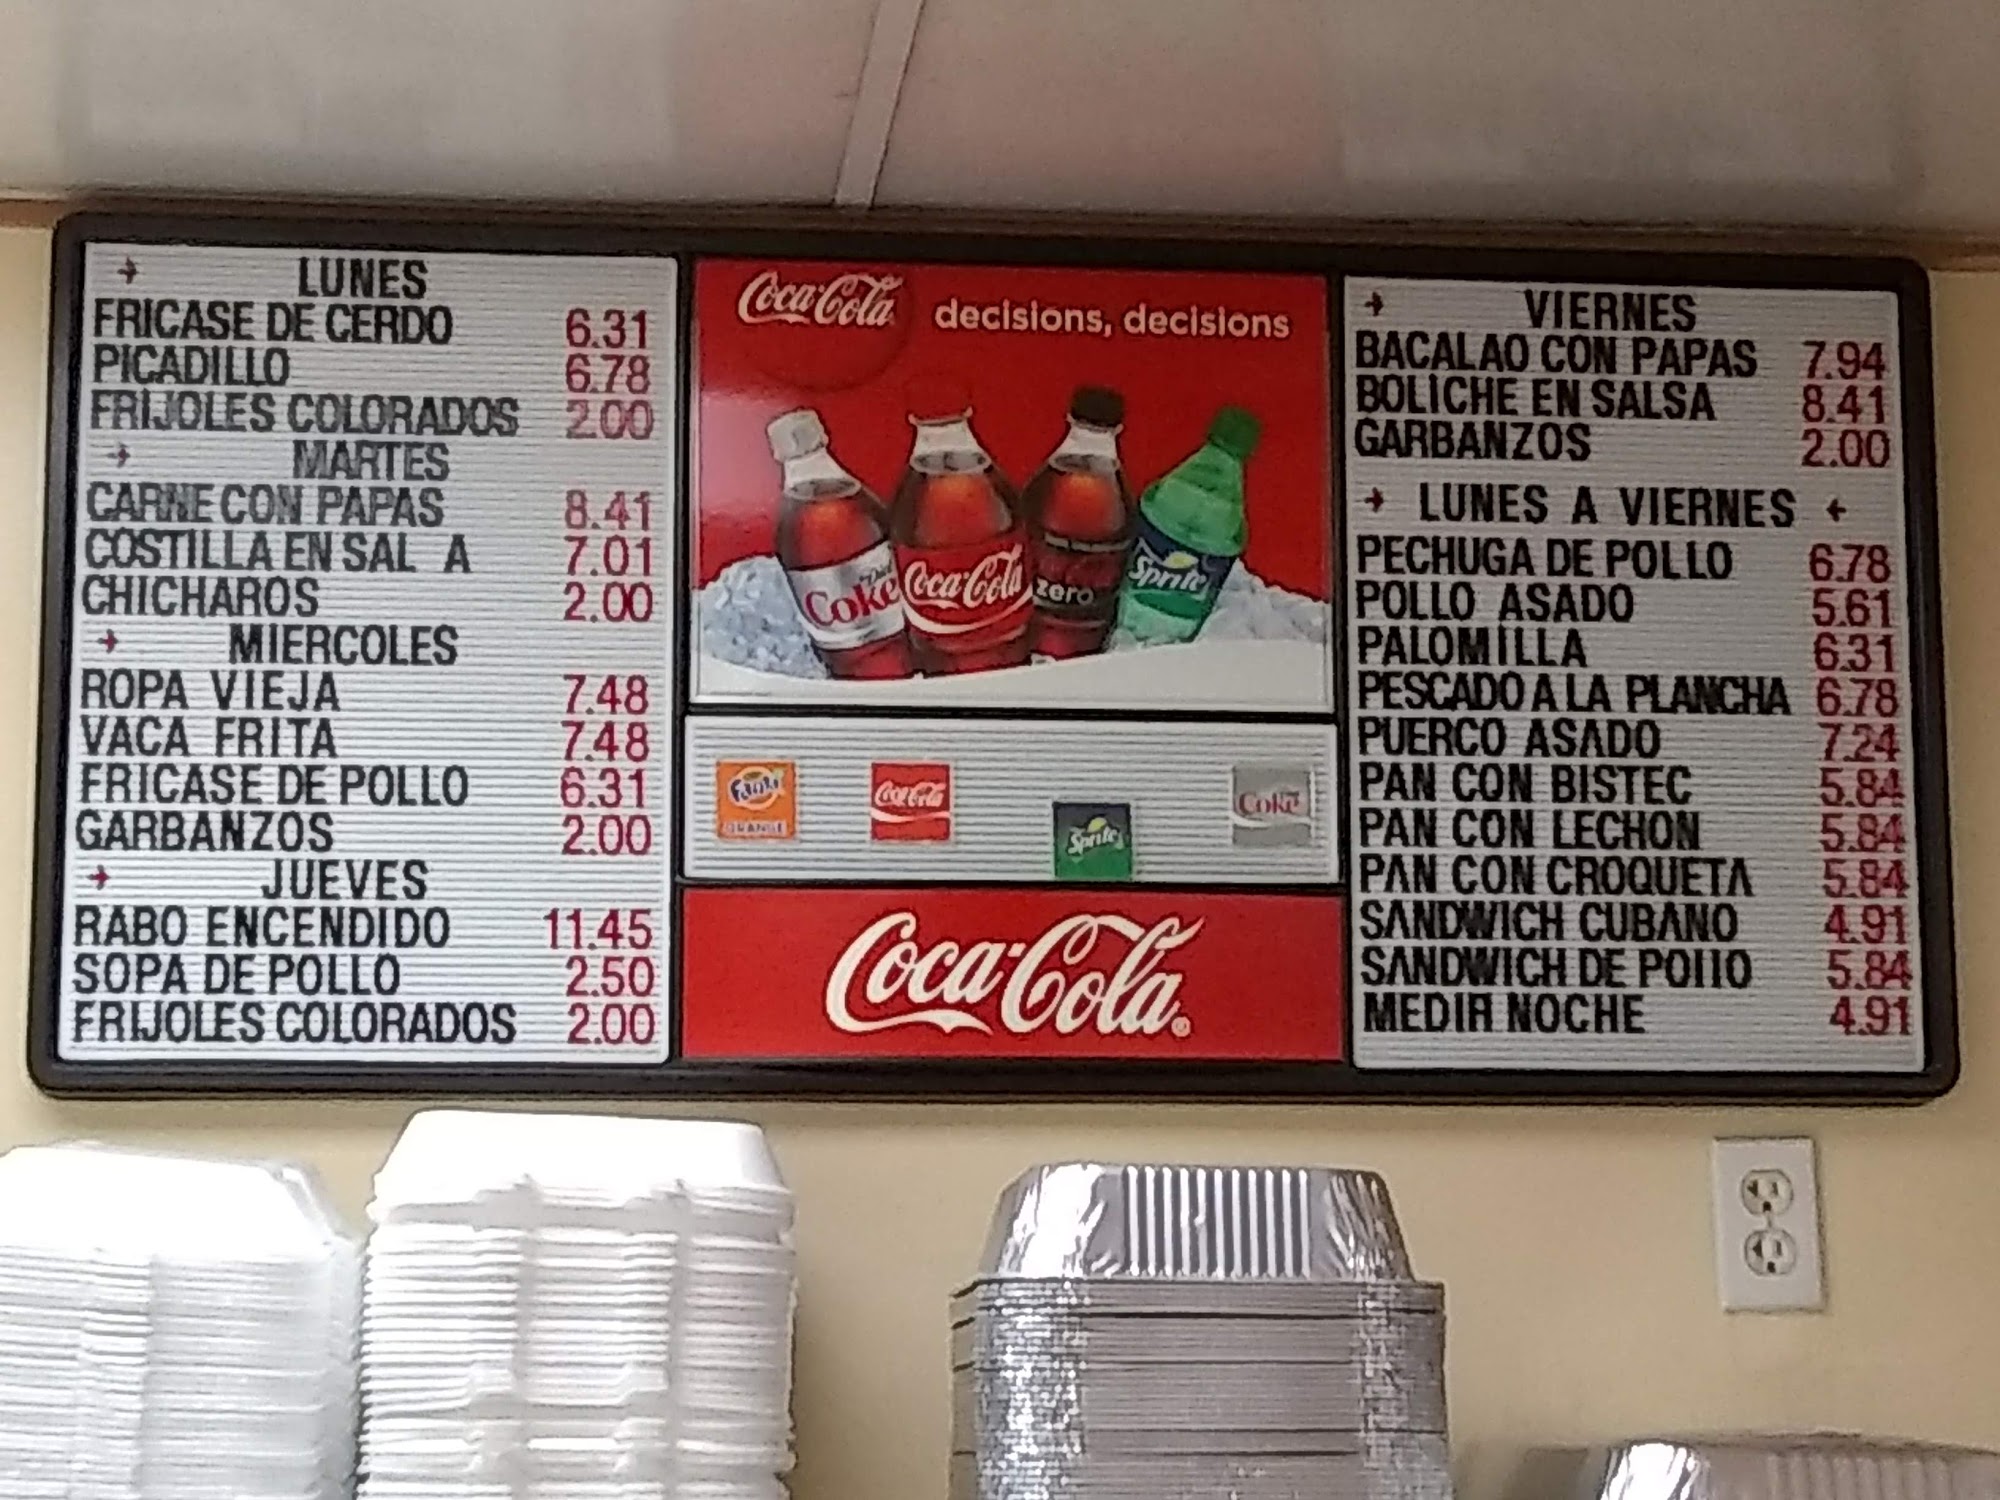 → LUNES
FRICASE DE CERDO 6.31
PICADILLO 6.78
FRIJOLES COLORADOS 2.00
→ MARTES
CARNE CON PAPAS 8.41
COSTILLA EN SAL A 7.01
CHICHAROS 2.00
→ MIERCOLES
ROPA VIEJA 7.48
VACA FRITA 7.48
FRICASE DE POLLO 6.31
GARBANZOS 2.00
→ JUEVES
RABO ENCENDIDO 11.45
SOPA DE POLLO 2.50
FRIJOLES COLORADOS 2.00
Coca-Cola decisions, decisions
Diet Coke
Coca-Cola
zero
Sprite
Fanta
ORANGE
Coca-Cola
Sprite
Coke
Coca-Cola®
→ VIERNES
BACALAO CON PAPAS 7.94
BOLICHE EN SALSA 8.41
GARBANZOS 2.00
→ LUNES A VIERNES ←
PECHUGA DE POLLO 6.78
POLLO ASADO 5.61
PALOMILLA 6.31
PESCADO A LA PLANCHA 6.78
PUERCO ASADO 7.24
PAN CON BISTEC 5.84
PAN CON LECHON 5.84
PAN CON CROQUETA 5.84
SANDWICH CUBANO 4.91
SANDWICH DE POIIO 5.84
MEDIA NOCHE 4.91